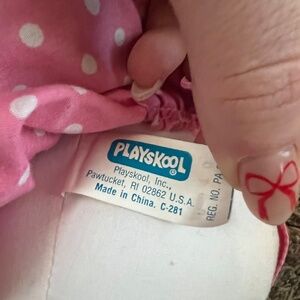 PLAYSKOOL®
Playskool, Inc.,
Pawtucket, RI 02862 U.S.A.
Made in China. C-281
REG. NO. PA